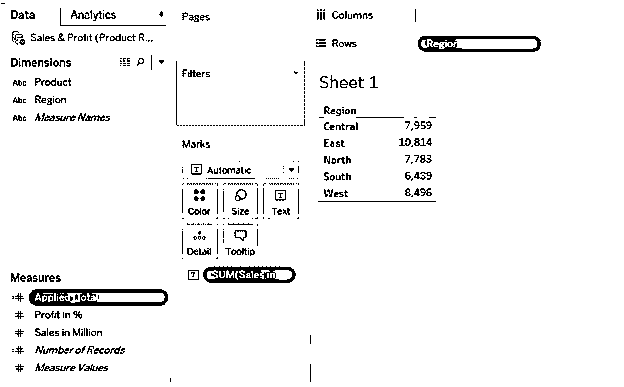 Data
Analytics
Sales & Profit (Product R...
Dimensions
Abc Product
Abc Region
Abc Measure Names
Measures
Applied Total
# Profit In %
# Sales in Million
=# Number of Records
# Measure Values
Pages
Filters
Marks
Automatic
Color Size Text
Detail Tooltip
SUM(Sales in
Columns
Rows
Region
Sheet 1
Region
Central 7,959
East 10,814
North 7,783
South 6,439
West 8,496